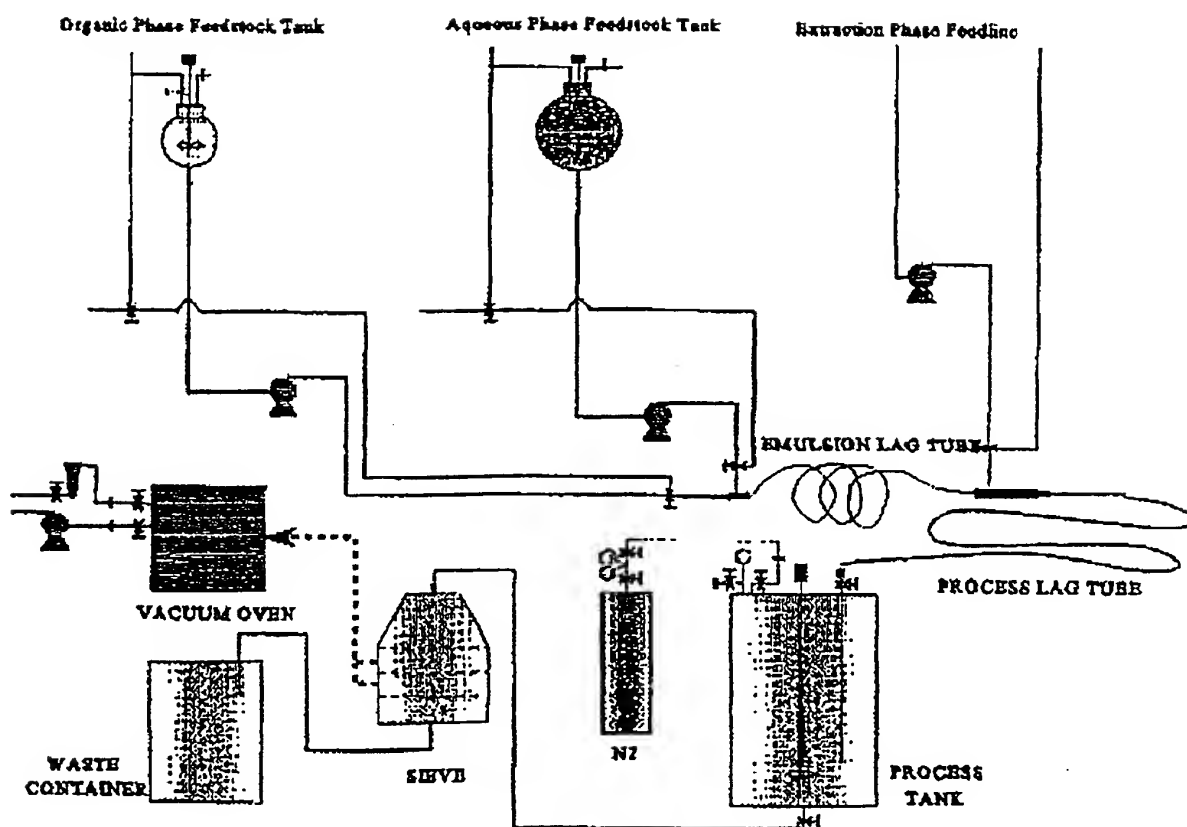 Organic Phase Feedstock Tank
Aqueous Phase Feedstock Tank
Extraction Phase Feedline
EMULSION LAG TUBE
PROCESS LAG TUBE
VACUUM OVEN
WASTE
CONTAINER
SIEVE
N2
PROCESS
TANK